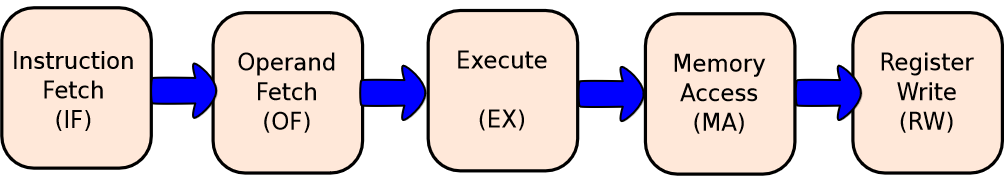 Instruction
Fetch
(IF)
Operand
Fetch
(OF)
Execute
(EX)
Memory
Access
(MA)
Register
Write
(RW)